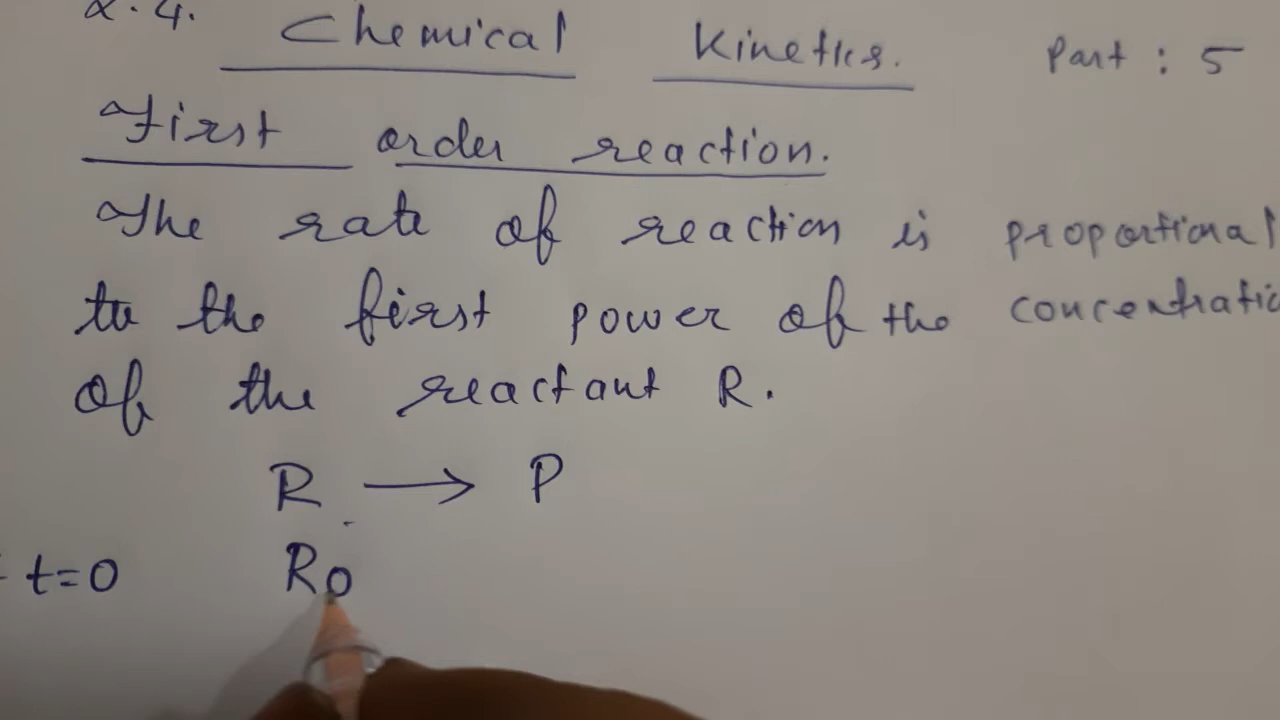 4. Chemical Kinetics. Part : 5
First order reaction.
The rate of reaction is proportional
to the first power of the concentratio
of the reactant R.
R → P
t=0 R0